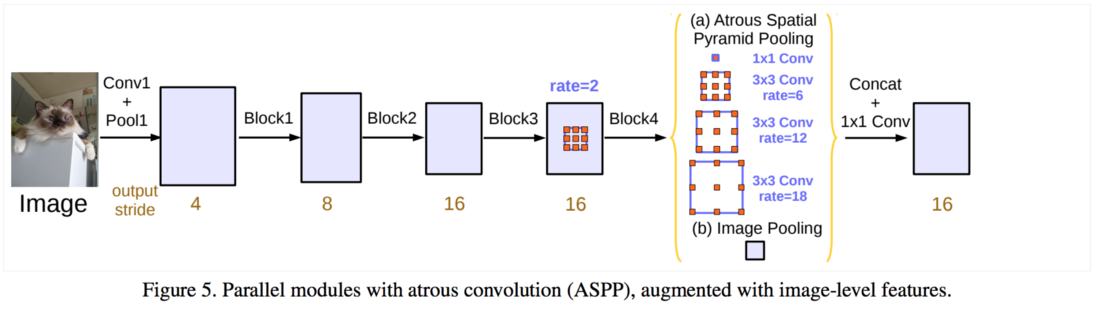 (a) Atrous Spatial
Pyramid Pooling
1x1 Conv
3x3 Conv
rate=6
3x3 Conv
rate=12
3x3 Conv
rate=18
(b) Image Pooling
Conv1
+
Pool1
Block1
Block2
Block3
rate=2
Block4
Concat
+
1x1 Conv
Image
output
stride
4
8
16
16
16
Figure 5. Parallel modules with atrous convolution (ASPP), augmented with image-level features.